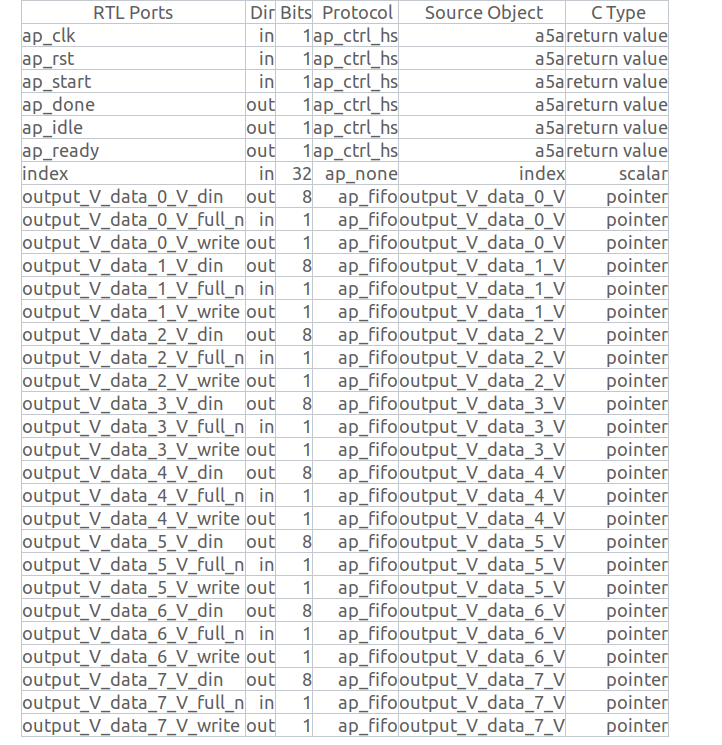 RTL Ports Dir Bits Protocol Source Object C Type
ap_clk in 1 ap_ctrl_hs a5a return value
ap_rst in 1 ap_ctrl_hs a5a return value
ap_start in 1 ap_ctrl_hs a5a return value
ap_done out 1 ap_ctrl_hs a5a return value
ap_idle out 1 ap_ctrl_hs a5a return value
ap_ready out 1 ap_ctrl_hs a5a return value
index in 32 ap_none index scalar
output_V_data_0_V_din out 8 ap_fifo output_V_data_0_V pointer
output_V_data_0_V_full_n in 1 ap_fifo output_V_data_0_V pointer
output_V_data_0_V_write out 1 ap_fifo output_V_data_0_V pointer
output_V_data_1_V_din out 8 ap_fifo output_V_data_1_V pointer
output_V_data_1_V_full_n in 1 ap_fifo output_V_data_1_V pointer
output_V_data_1_V_write out 1 ap_fifo output_V_data_1_V pointer
output_V_data_2_V_din out 8 ap_fifo output_V_data_2_V pointer
output_V_data_2_V_full_n in 1 ap_fifo output_V_data_2_V pointer
output_V_data_2_V_write out 1 ap_fifo output_V_data_2_V pointer
output_V_data_3_V_din out 8 ap_fifo output_V_data_3_V pointer
output_V_data_3_V_full_n in 1 ap_fifo output_V_data_3_V pointer
output_V_data_3_V_write out 1 ap_fifo output_V_data_3_V pointer
output_V_data_4_V_din out 8 ap_fifo output_V_data_4_V pointer
output_V_data_4_V_full_n in 1 ap_fifo output_V_data_4_V pointer
output_V_data_4_V_write out 1 ap_fifo output_V_data_4_V pointer
output_V_data_5_V_din out 8 ap_fifo output_V_data_5_V pointer
output_V_data_5_V_full_n in 1 ap_fifo output_V_data_5_V pointer
output_V_data_5_V_write out 1 ap_fifo output_V_data_5_V pointer
output_V_data_6_V_din out 8 ap_fifo output_V_data_6_V pointer
output_V_data_6_V_full_n in 1 ap_fifo output_V_data_6_V pointer
output_V_data_6_V_write out 1 ap_fifo output_V_data_6_V pointer
output_V_data_7_V_din out 8 ap_fifo output_V_data_7_V pointer
output_V_data_7_V_full_n in 1 ap_fifo output_V_data_7_V pointer
output_V_data_7_V_write out 1 ap_fifo output_V_data_7_V pointer